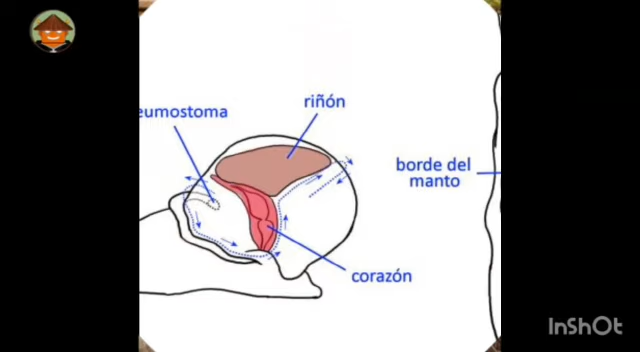 eumostoma
riñón
borde del
manto
corazón
InShOt